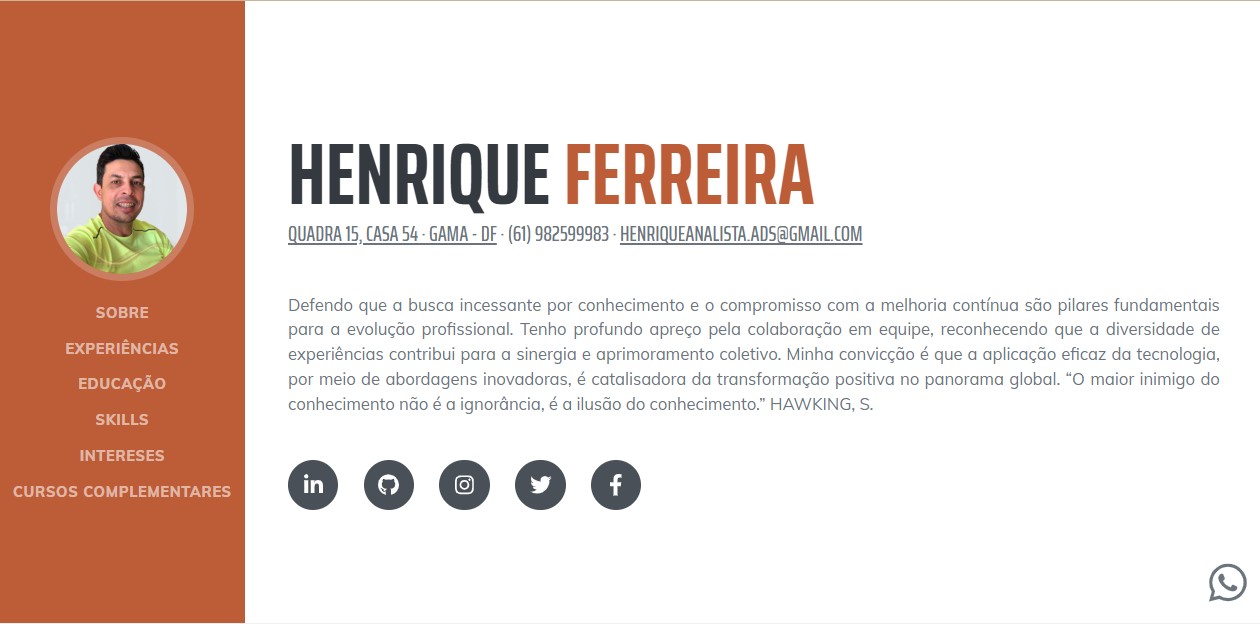 HENRIQUE FERREIRA
QUADRA 15, CASA 54 · GAMA - DF · (61) 982599983 · HENRIQUEANALISTA.ADS@GMAIL.COM
SOBRE
EXPERIÊNCIAS
EDUCAÇÃO
SKILLS
INTERESES
CURSOS COMPLEMENTARES
Defendo que a busca incessante por conhecimento e o compromisso com a melhoria contínua são pilares fundamentais
para a evolução profissional. Tenho profundo apreço pela colaboração em equipe, reconhecendo que a diversidade de
experiências contribui para a sinergia e aprimoramento coletivo. Minha convicção é que a aplicação eficaz da tecnologia,
por meio de abordagens inovadoras, é catalisadora da transformação positiva no panorama global. “O maior inimigo do
conhecimento não é a ignorância, é a ilusão do conhecimento.” HAWKING, S.
in